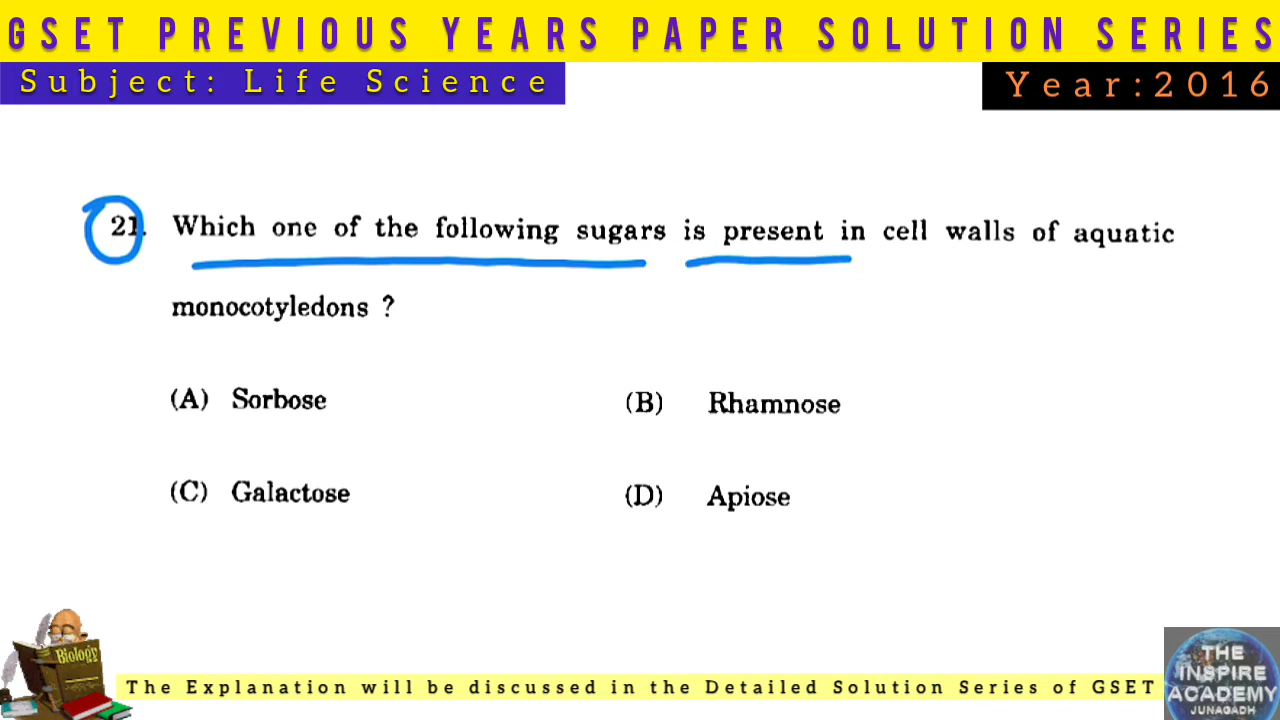 GSET PREVIOUS YEARS PAPER SOLUTION SERIES
Subject: Life Science
Year:2016
21. Which one of the following sugars is present in cell walls of aquatic
monocotyledons ?
(A) Sorbose (B) Rhamnose
(C) Galactose (D) Apiose
Biology
The Explanation will be discussed in the Detailed Solution Series of GSET
THE
INSPIRE
ACADEMY
JUNAGADH